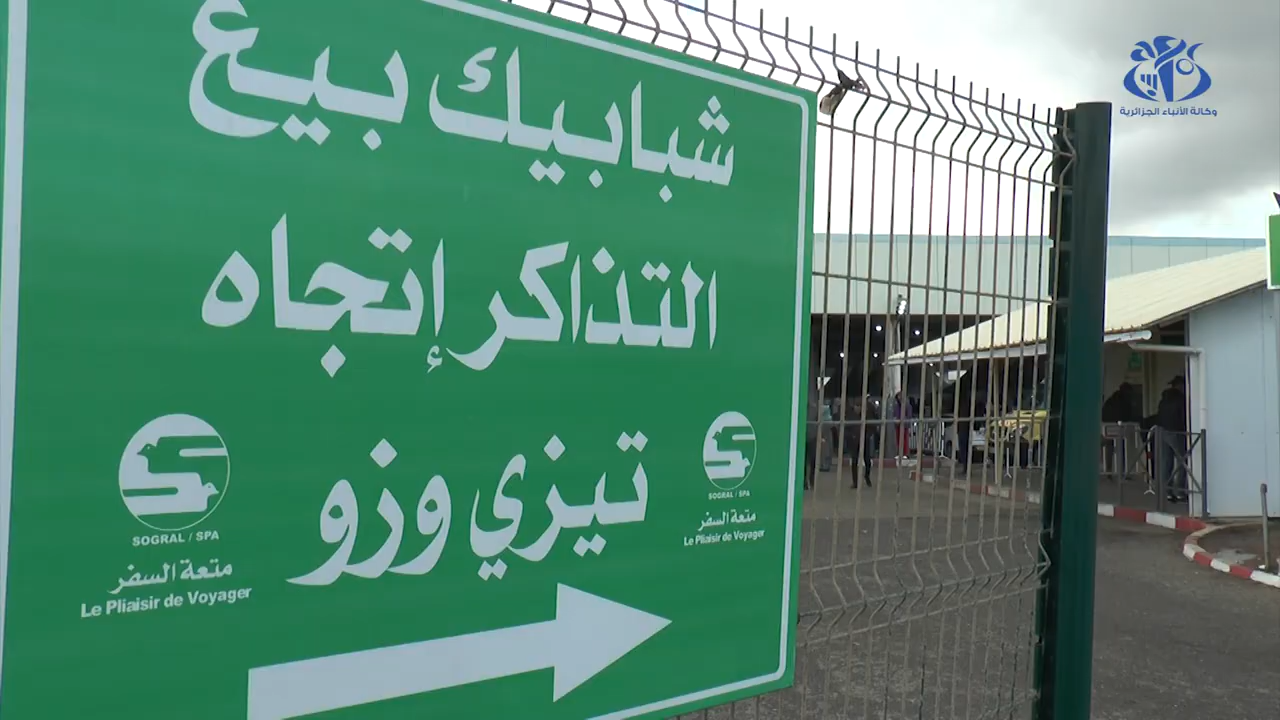 شبابيك بيع
التذاكر إتجاه
تيزي وزو
SOGRAL / SPA
متعة السفر
Le Pliaisir de Voyager
SOGRAL / SPA
متعة السفر
Le Pliaisir de Voyager
وكالة الأنباء الجزائرية